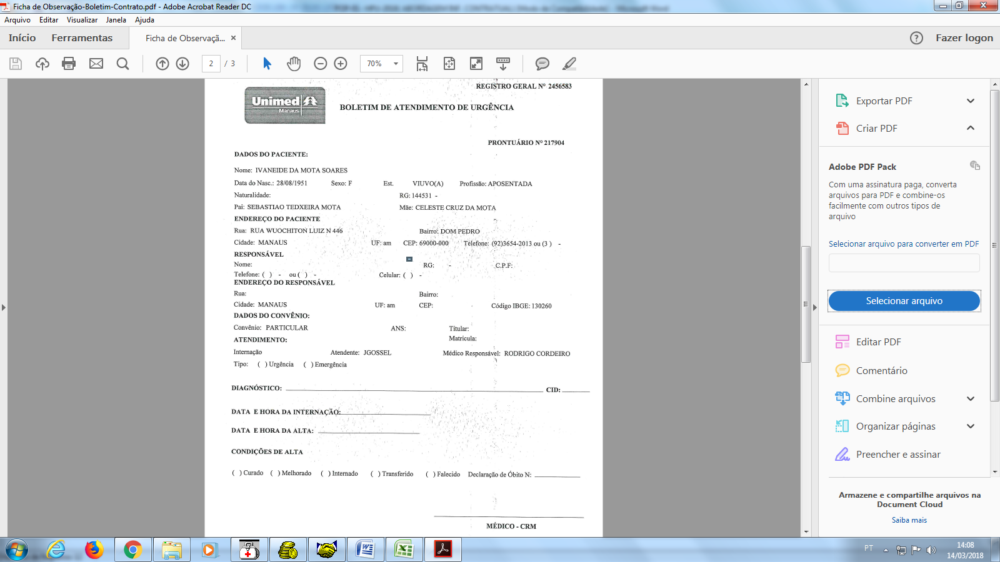 Ficha de Observação-Boletim-Contrato.pdf - Adobe Acrobat Reader DC
Arquivo Editar Visualizar Janela Ajuda
Início Ferramentas Ficha de Observaçã... × Fazer logon
2 / 3 70%
REGISTRO GERAL Nº 2456583
Unimed
Manaus
BOLETIM DE ATENDIMENTO DE URGÊNCIA
PRONTUÁRIO Nº 217904
DADOS DO PACIENTE:
Nome: IVANEIDE DA MOTA SOARES
Data do Nasc.: 28/08/1951 Sexo: F Est. VIUVO(A) Profissão: APOSENTADA
Naturalidade: RG: 144531 -
Pai: SEBASTIAO TEDXEIRA MOTA Mãe: CELESTE CRUZ DA MOTA
ENDEREÇO DO PACIENTE
Rua: RUA WUOCHITON LUIZ N 446 Bairro: DOM PEDRO
Cidade: MANAUS UF: am CEP: 69000-000 Telefone: (92)3654-2013 ou (3 ) -
RESPONSÁVEL
Nome: RG: - C.P.F:
Telefone: ( ) - ou ( ) - Celular: ( ) -
ENDEREÇO DO RESPONSÁVEL
Rua: Bairro:
Cidade: MANAUS UF: am CEP: Código IBGE: 130260
DADOS DO CONVÊNIO:
Convênio: PARTICULAR ANS: Titular:
Matrícula:
ATENDIMENTO:
Internação Atendente: JGOSSEL Médico Responsável: RODRIGO CORDEIRO
Tipo: ( ) Urgência ( ) Emergência
DIAGNÓSTICO: CID:
DATA E HORA DA INTERNAÇÃO:
DATA E HORA DA ALTA:
CONDIÇÕES DE ALTA
( ) Curado ( ) Melhorado ( ) Internado ( ) Transferido ( ) Falecido Declaração de Óbito N:
MÉDICO - CRM
Exportar PDF
Criar PDF
Adobe PDF Pack
Com uma assinatura paga, converta
arquivos para PDF e combine-os
facilmente com outros tipos de
arquivo
Selecionar arquivo para converter em PDF
Selecionar arquivo
Editar PDF
Comentário
Combine arquivos
Organizar páginas
Preencher e assinar
Armazene e compartilhe arquivos na
Document Cloud
Saiba mais
PT 14:08
14/03/2018